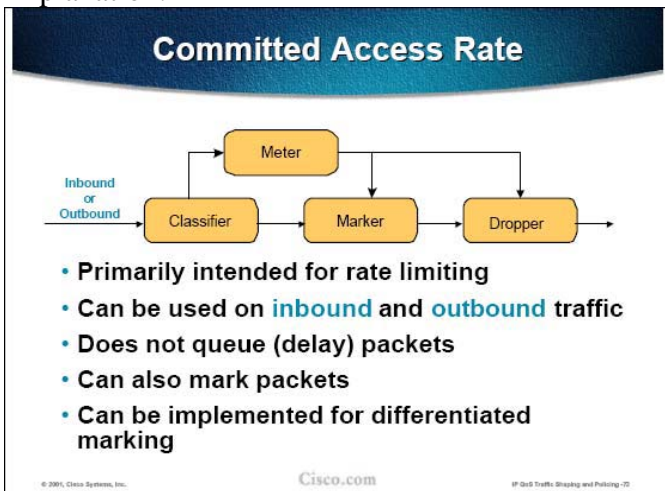 Committed Access Rate
Meter
Inbound
or
Outbound
Classifier
Marker
Dropper
• Primarily intended for rate limiting
• Can be used on inbound and outbound traffic
• Does not queue (delay) packets
• Can also mark packets
• Can be implemented for differentiated
marking
© 2001, Cisco Systems, Inc.
Cisco.com
IP QoS Traffic Shaping and Policing -73